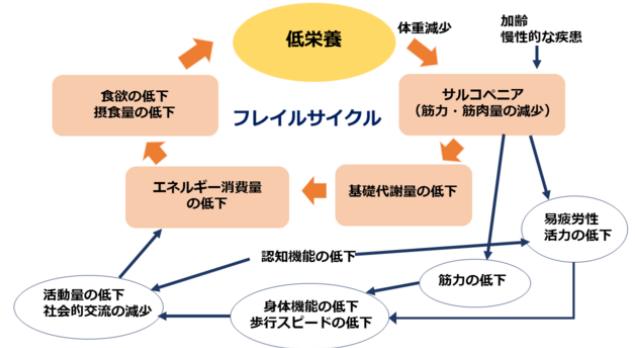 低栄養
体重減少
加齢
慢性的な疾患
サルコペニア
（筋力・筋肉量の減少）
食欲の低下
摂食量の低下
フレイルサイクル
エネルギー消費量
の低下
基礎代謝量の低下
易疲労性
活力の低下
認知機能の低下
筋力の低下
活動量の低下
社会的交流の減少
身体機能の低下
歩行スピードの低下